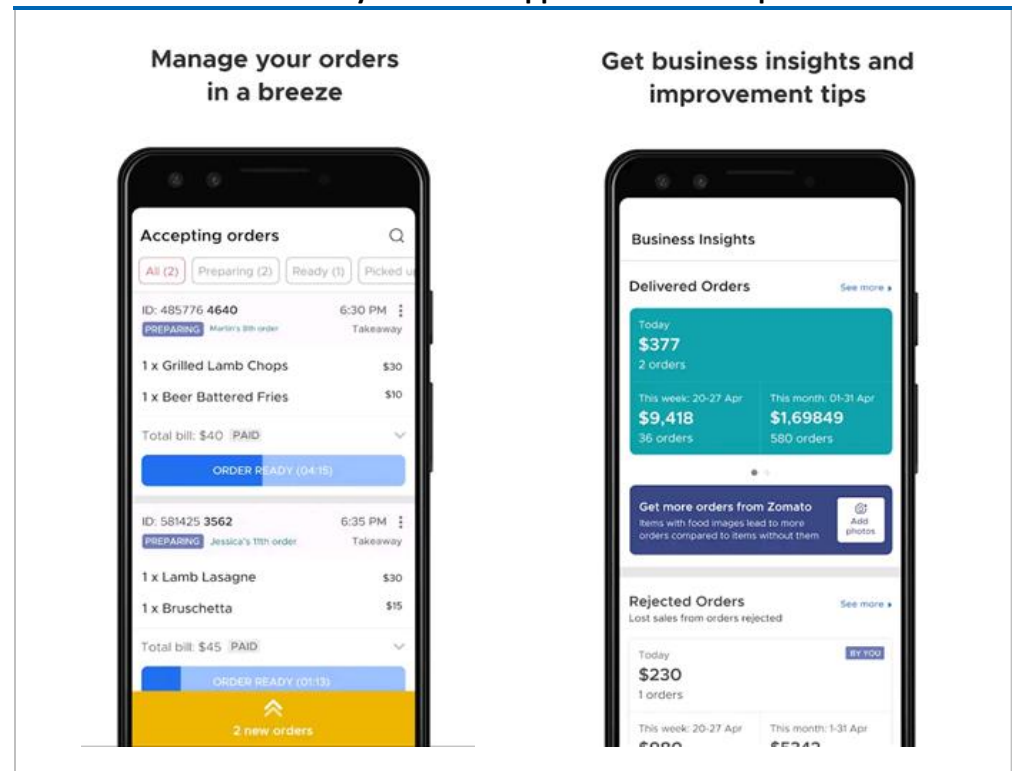 Manage your orders
in a breeze
Accepting orders
All (2) Preparing (2) Ready (1) Picked
ID: 485776 4640 6:30 PM
PREPARING Martin's 8th order Takeaway
1 x Grilled Lamb Chops $30
1 x Beer Battered Fries $10
Total bill: $40 PAID
ORDER READY (04:15)
ID: 581425 3562 6:35 PM
PREPARING Jessica's 11th order Takeaway
1 x Lamb Lasagne $30
1 x Bruschetta $15
Total bill: $45 PAID
ORDER READY (01:13)
2 new orders
Get business insights and
improvement tips
Business Insights
Delivered Orders See more
Today
$377
2 orders
This week: 20-27 Apr This month: 01-31 Apr
$9,418 $1,69849
36 orders 580 orders
Get more orders from Zomato
Items with food images lead to more
orders compared to items without them
Add
photos
Rejected Orders See more
Lost sales from orders rejected
Today BY YOU
$230
1 orders
This week: 20-27 Apr This month: 1-31 Apr